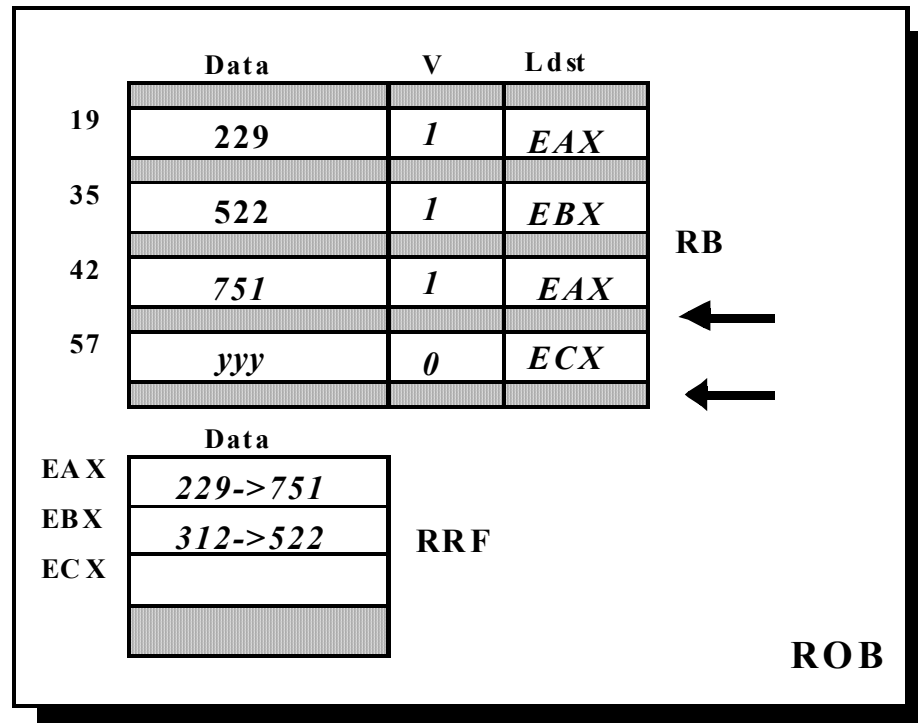 Data V Ldst
19 229 1 EAX
35 522 1 EBX
RB
42 751 1 EAX
57 yyy 0 ECX
Data
EAX 229->751
EBX 312->522
RRF
ECX
ROB